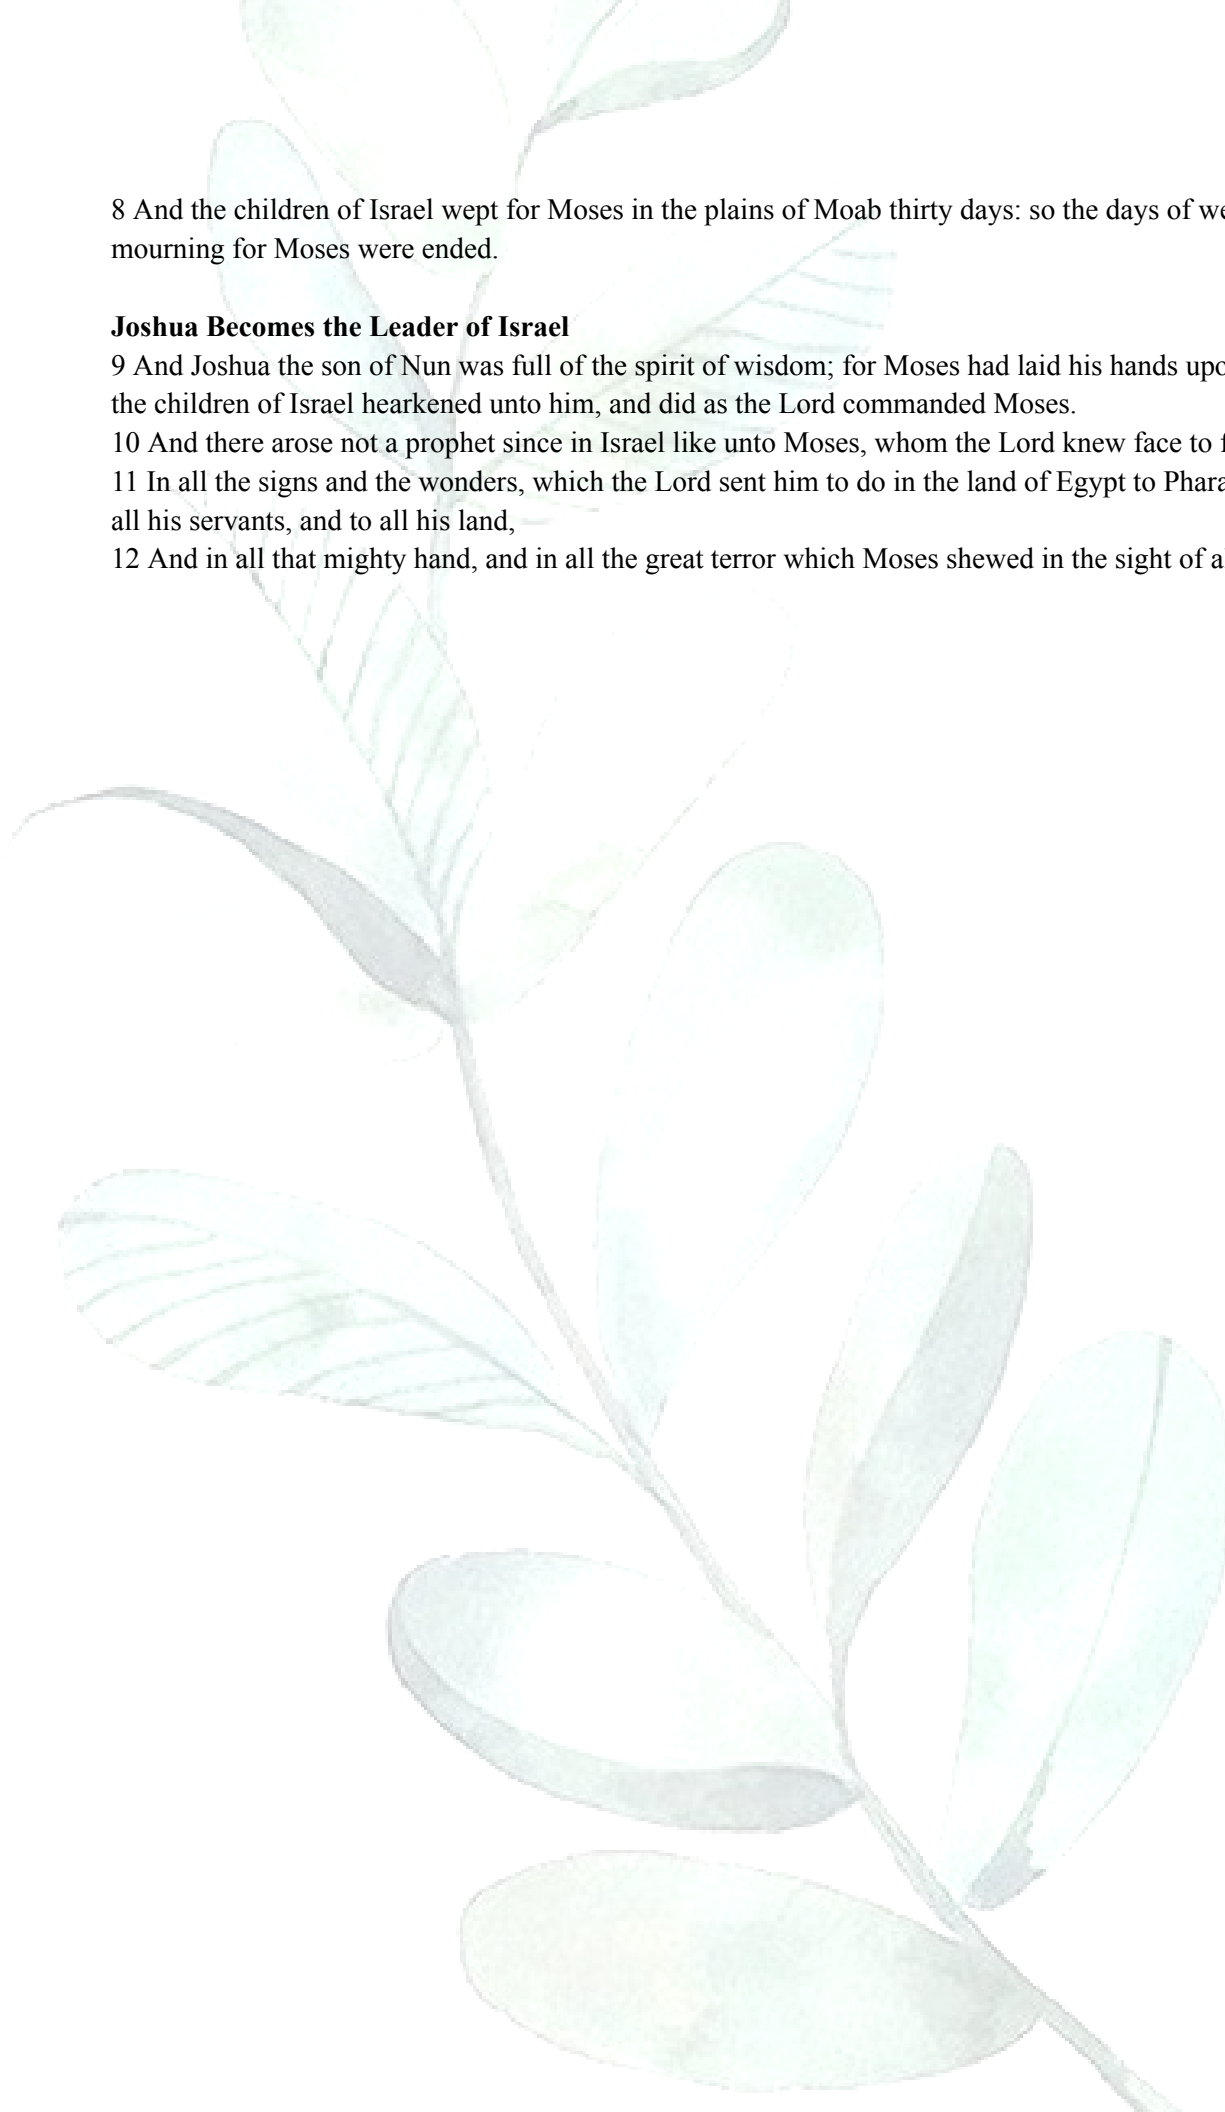 8 And the children of Israel wept for Moses in the plains of Moab thirty days: so the days of
mourning for Moses were ended.
Joshua Becomes the Leader of Israel
9 And Joshua the son of Nun was full of the spirit of wisdom; for Moses had laid his hands
the children of Israel hearkened unto him, and did as the Lord commanded Moses.
10 And there arose not a prophet since in Israel like unto Moses, whom the Lord knew face to
11 In all the signs and the wonders, which the Lord sent him to do in the land of Egypt to
all his servants, and to all his land,
12 And in all that mighty hand, and in all the great terror which Moses shewed in the sight of